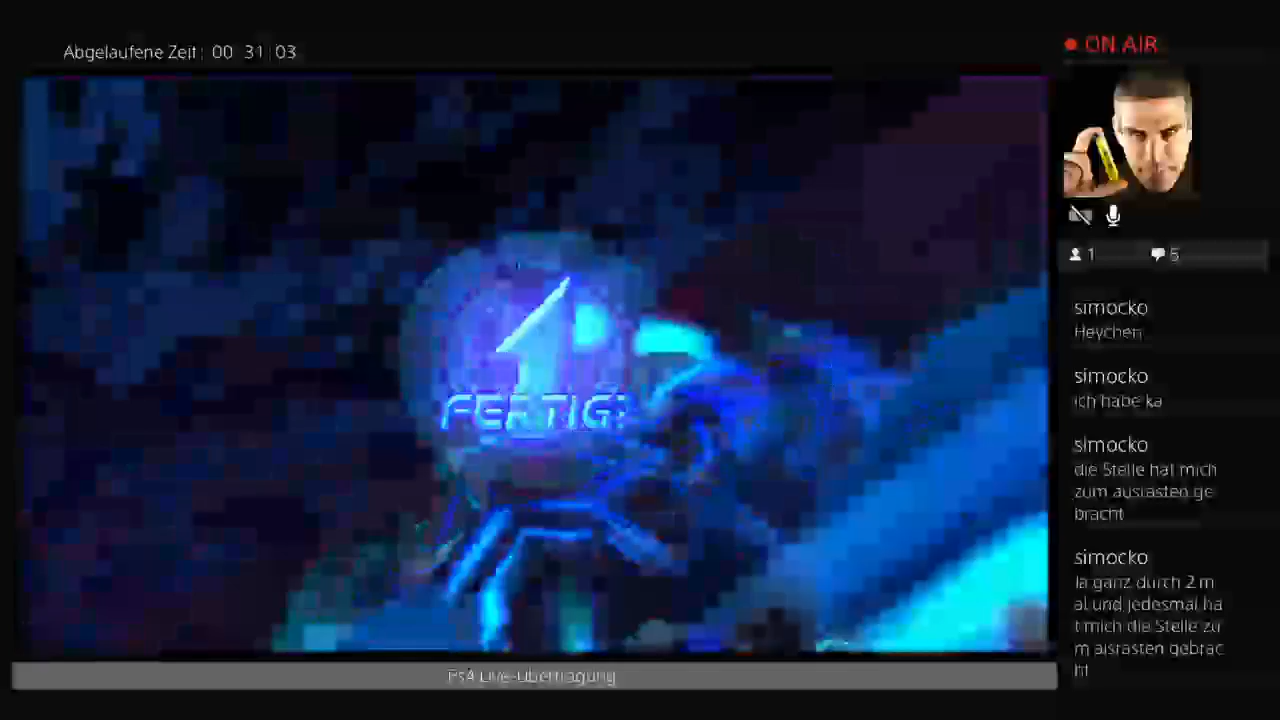 Abgelaufene Zeit: 00 31 03
ON AIR
1
FERTIG?
1 5
simocko
Heychen
simocko
ich habe ka
simocko
die Stelle hat mich
zum ausrasten ge
bracht
simocko
Ja ganz durch 2 m
al und jedesmal ha
t mich die Stelle zu
m aisrasten gebrac
ht
PS4 Live-Übertragung